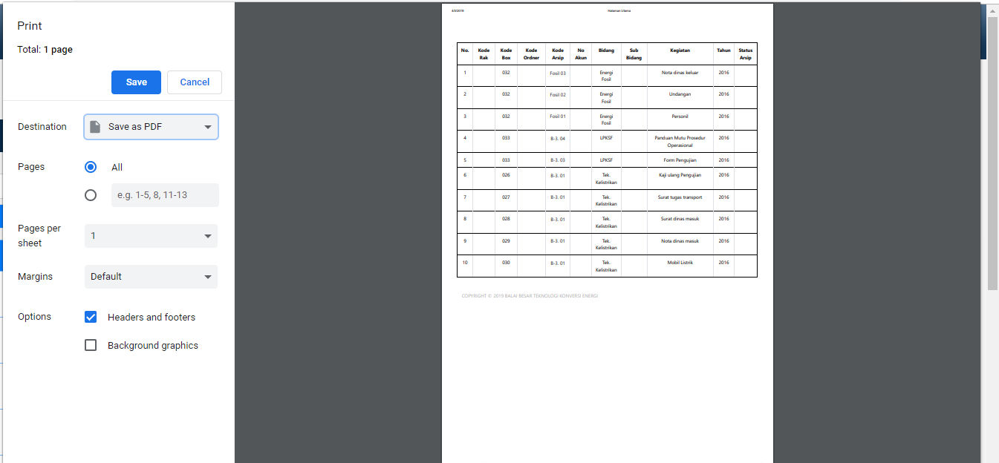 Print
Total: 1 page
Save
Cancel
Destination
Save as PDF
Pages
All
e.g. 1-5, 8, 11-13
Pages per
sheet
1
Margins
Default
Options
Headers and footers
Background graphics
4/5/2019 Halaman Utama
No. Kode Rak Kode Box Kode Ordner Kode Arsip No Akun Bidang Sub Bidang Kegiatan Tahun Status Arsip
1 032 Fosil 03 Energi Fosil Nota dinas keluar 2016
2 032 Fosil 02 Energi Fosil Undangan 2016
3 032 Fosil 01 Energi Fosil Personil 2016
4 033 B-3. 04 LPKSF Panduan Mutu Prosedur Operasional 2016
5 033 B-3. 03 LPKSF Form Pengujian 2016
6 026 B-3. 01 Tek. Kelistrikan Kaji ulang Pengujian 2016
7 027 B-3. 01 Tek. Kelistrikan Surat tugas transport 2016
8 028 B-3. 01 Tek. Kelistrikan Surat dinas masuk 2016
9 029 B-3. 01 Tek. Kelistrikan Nota dinas masuk 2016
10 030 B-3. 01 Tek. Kelistrikan Mobil Listrik 2016
COPYRIGHT © 2019 BALAI BESAR TEKNOLOGI KONVERSI ENERGI